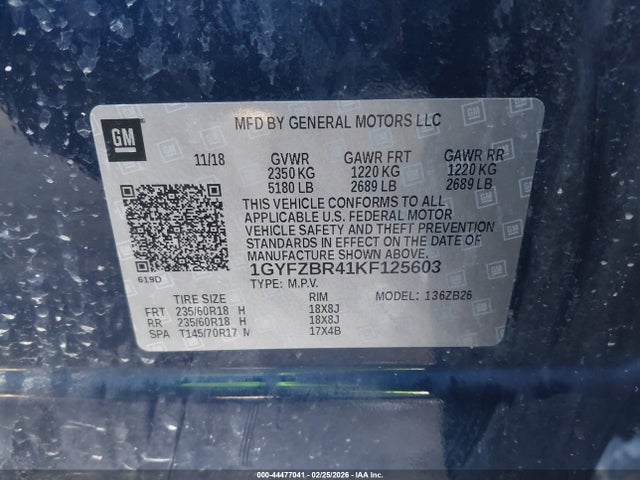 GM
MFD BY GENERAL MOTORS LLC
11/18 GVWR GAWR FRT GAWR RR
2350 KG 1220 KG 1220 KG
5180 LB 2689 LB 2689 LB
THIS VEHICLE CONFORMS TO ALL
APPLICABLE U.S. FEDERAL MOTOR
VEHICLE SAFETY AND THEFT PREVENTION
STANDARDS IN EFFECT ON THE DATE OF
MANUFACTURE SHOWN ABOVE.
619D
1GYFZBR41KF125603
TYPE: M.P.V. MODEL: 136ZB26
TIRE SIZE RIM
FRT 235/60R18 H 18X8J
RR 235/60R18 H 18X8J
SPA T145/70R17 M 17X4B
000-44477041 - 02/25/2026 - IAA Inc.